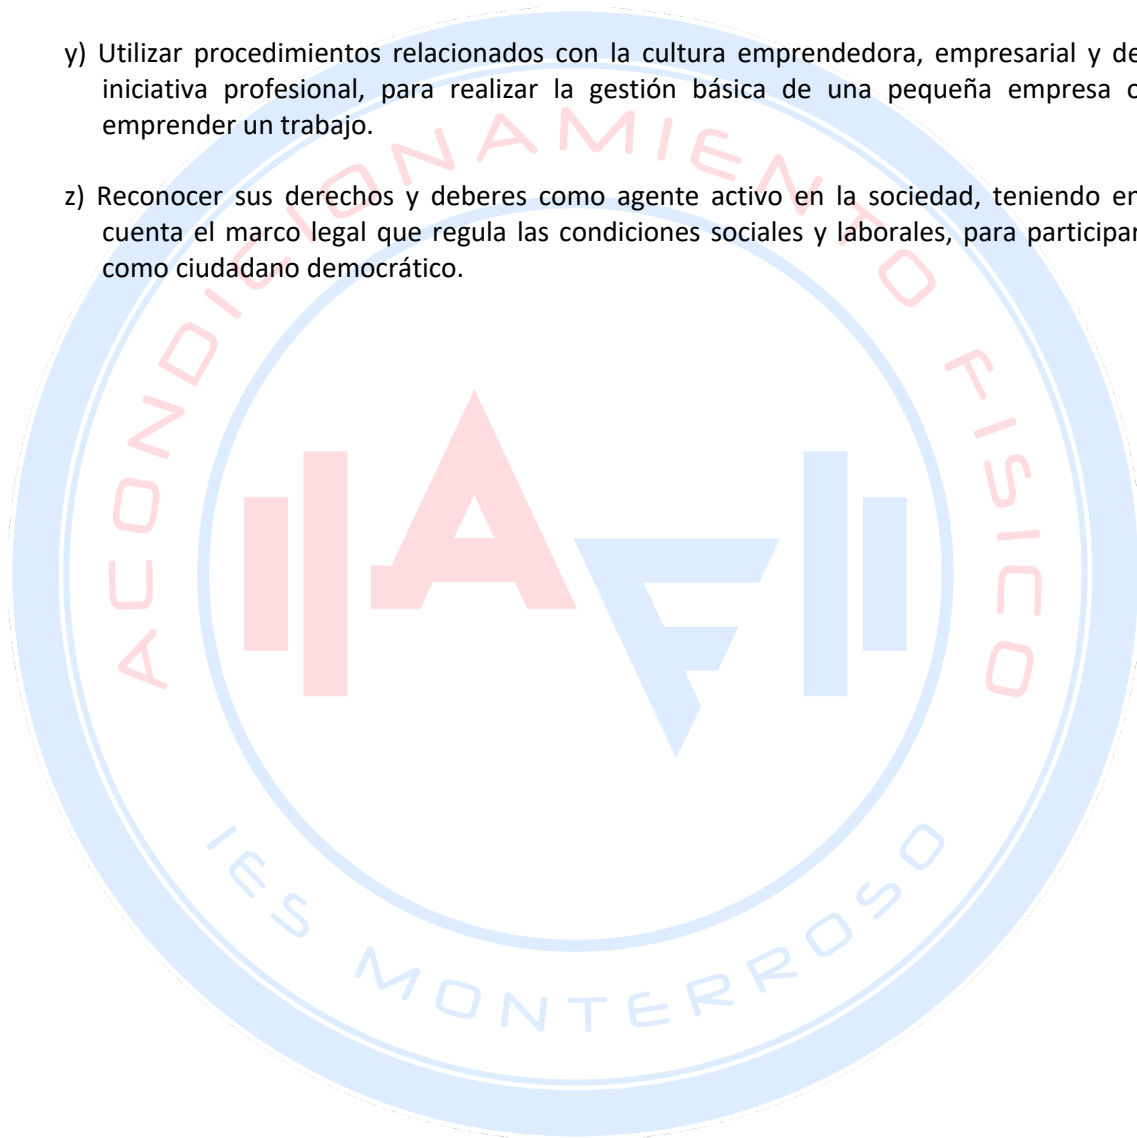 y) Utilizar procedimientos relacionados con la cultura emprendedora, empresarial y de
iniciativa profesional, para realizar la gestión básica de una pequeña empresa o
emprender un trabajo.
z) Reconocer sus derechos y deberes como agente activo en la sociedad, teniendo en
cuenta el marco legal que regula las condiciones sociales y laborales, para participar
como ciudadano democrático.
ACONDICIONAMIENTO FISICO
AF
IES MONTERROSO